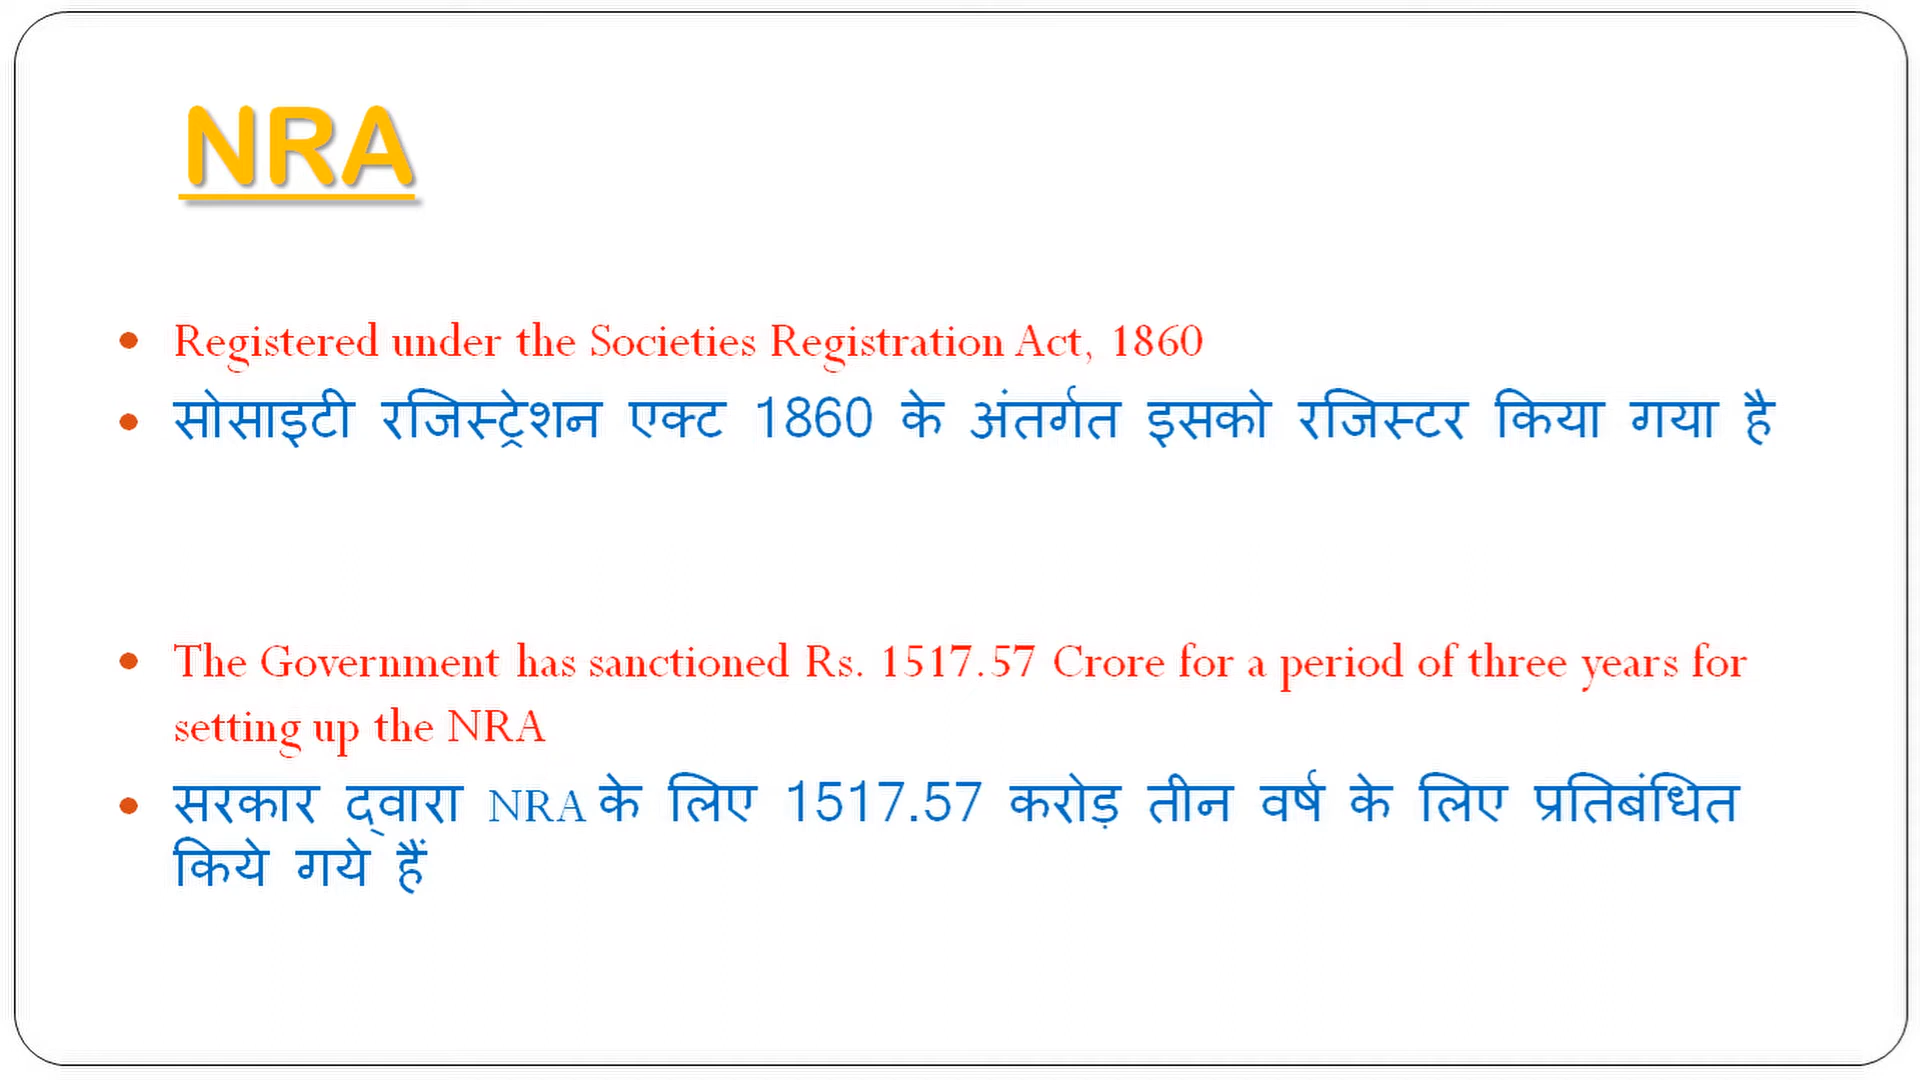 NRA
Registered under the Societies Registration Act, 1860
सोसाइटी रजिस्ट्रेशन एक्ट 1860 के अंतर्गत इसको रजिस्टर किया गया है
The Government has sanctioned Rs. 1517.57 Crore for a period of three years for
setting up the NRA
सरकार द्वारा NRA के लिए 1517.57 करोड़ तीन वर्ष के लिए प्रतिबंधित
किये गये हैं